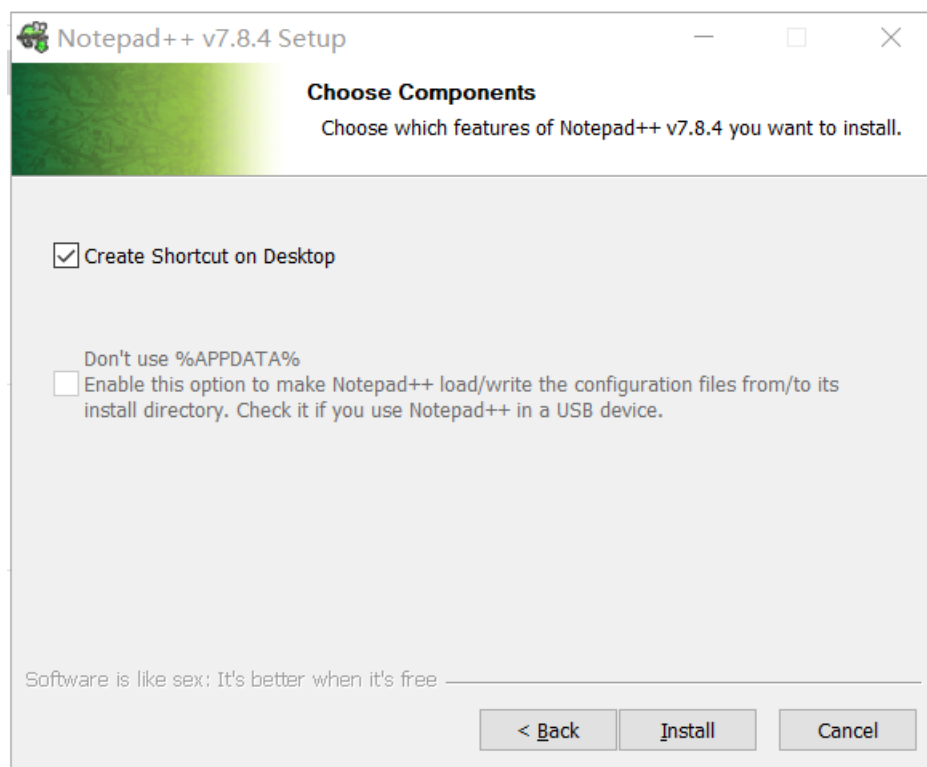 Notepad++ v7.8.4 Setup
Choose Components
Choose which features of Notepad++ v7.8.4 you want to install.
Create Shortcut on Desktop
Don't use %APPDATA%
Enable this option to make Notepad++ load/write the configuration files from/to its
install directory. Check it if you use Notepad++ in a USB device.
Software is like sex: It's better when it's free
< Back
Install
Cancel